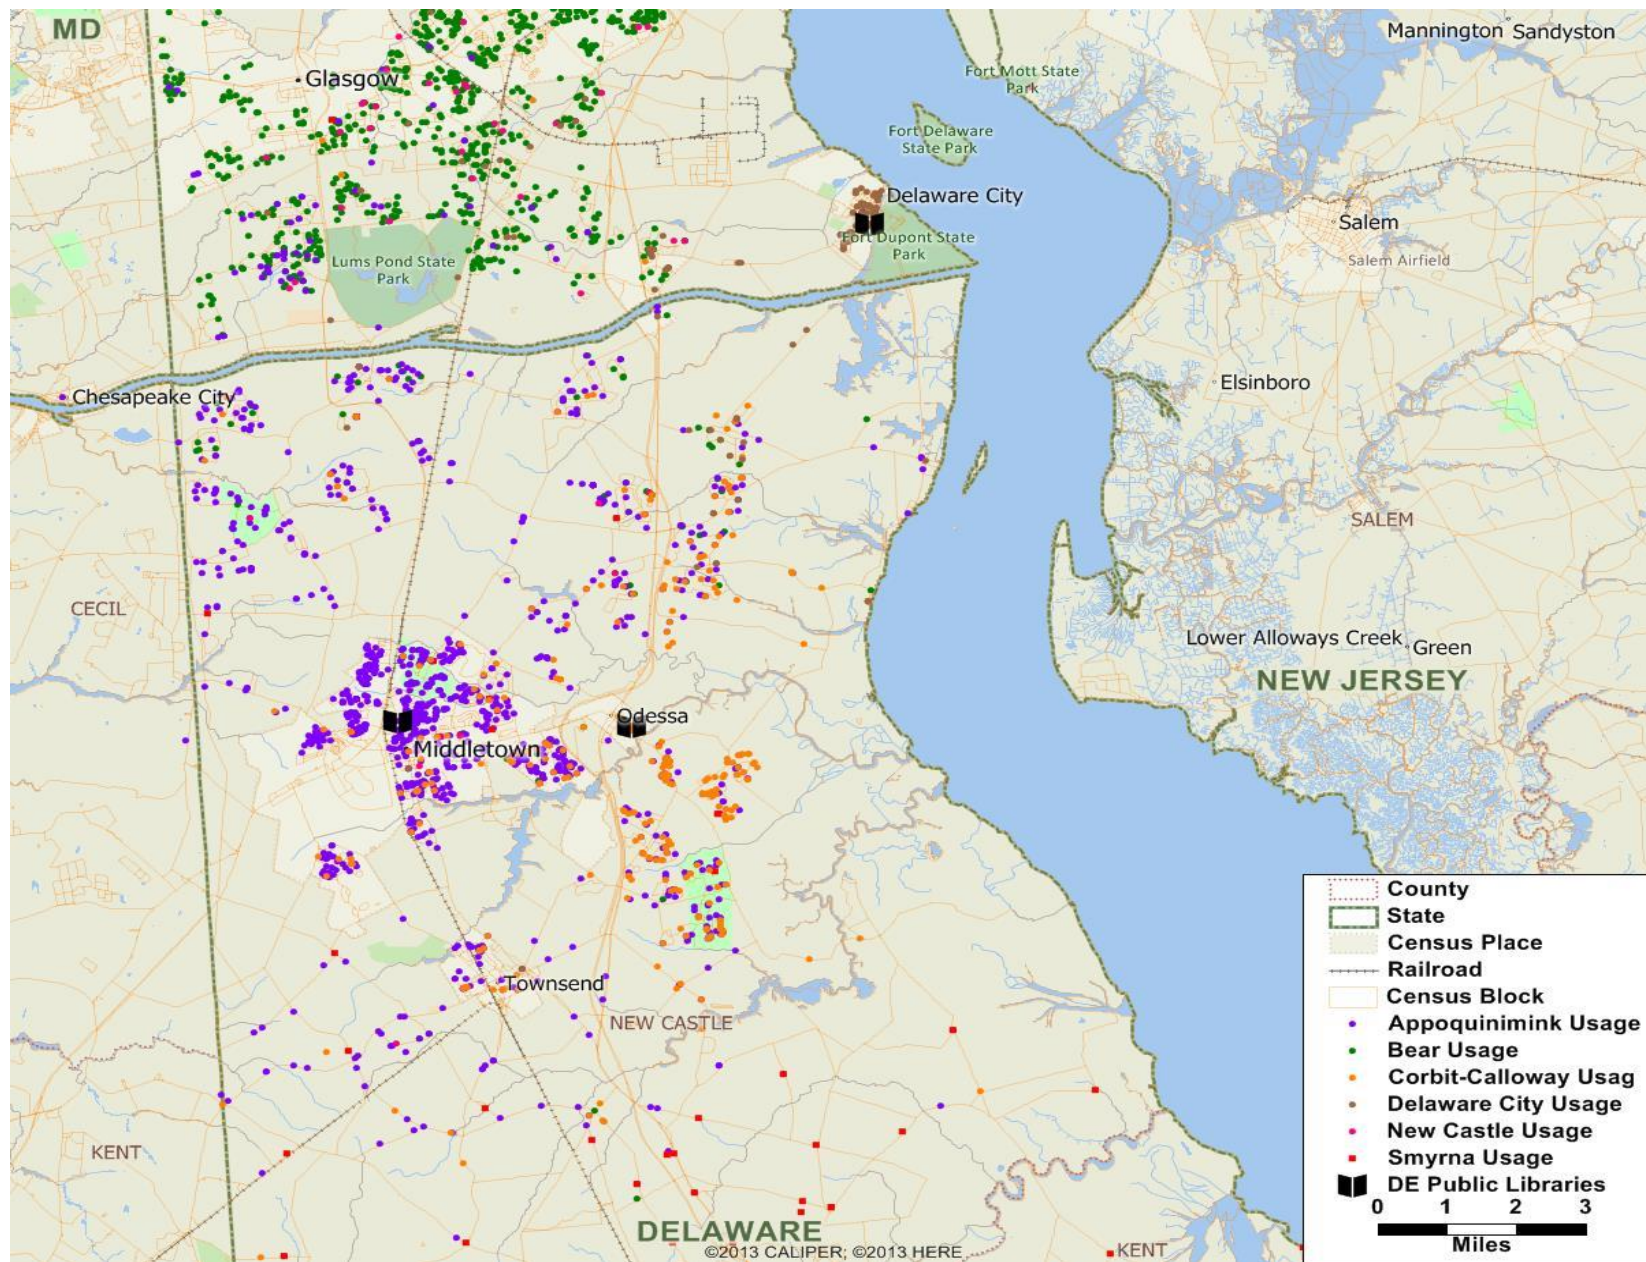 MD
Mannington Sandyston
Glasgow
Fort Mott State
Park
Fort Delaware
State Park
Delaware City
Salem
Fort Dupont State
Park
Lums Pond State
Park
Salem Airfield
Chesapeake City
Elsinboro
SALEM
CECIL
Lower Alloways Creek
Green
NEW JERSEY
Odessa
Middletown
Townsend
NEW CASTLE
KENT
DELAWARE
©2013 CALIPER; ©2013 HERE
KENT
County
State
Census Place
Railroad
Census Block
Appoquinimink Usage
Bear Usage
Corbit-Calloway Usag
Delaware City Usage
New Castle Usage
Smyrna Usage
DE Public Libraries
0 1 2 3
Miles